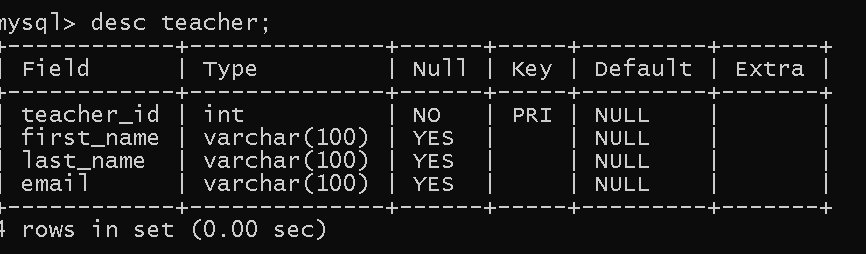 mysql> desc teacher;
+-------------+--------------+------+-----+---------+-------+
| Field | Type | Null | Key | Default | Extra |
+-------------+--------------+------+-----+---------+-------+
| teacher_id | int | NO | PRI | NULL | |
| first_name | varchar(100) | YES | | NULL | |
| last_name | varchar(100) | YES | | NULL | |
| email | varchar(100) | YES | | NULL | |
+-------------+--------------+------+-----+---------+-------+
4 rows in set (0.00 sec)